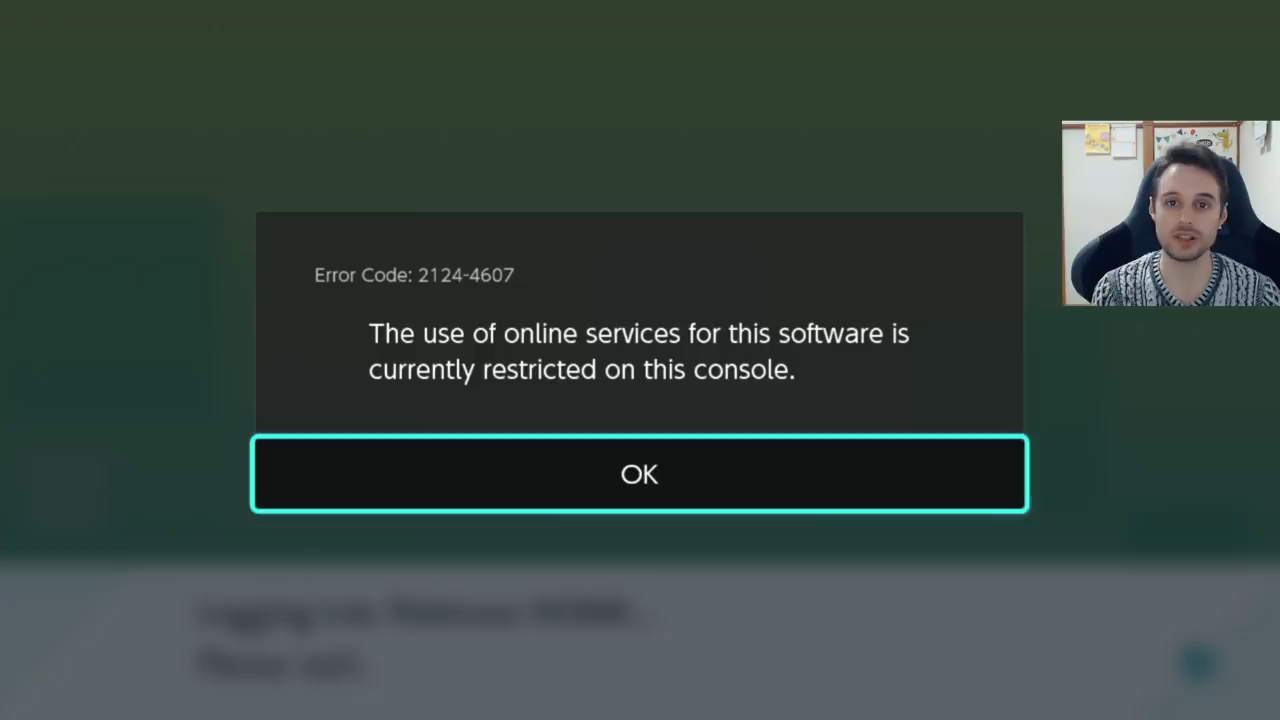 Error Code: 2124-4607
The use of online services for this software is
currently restricted on this console.
OK